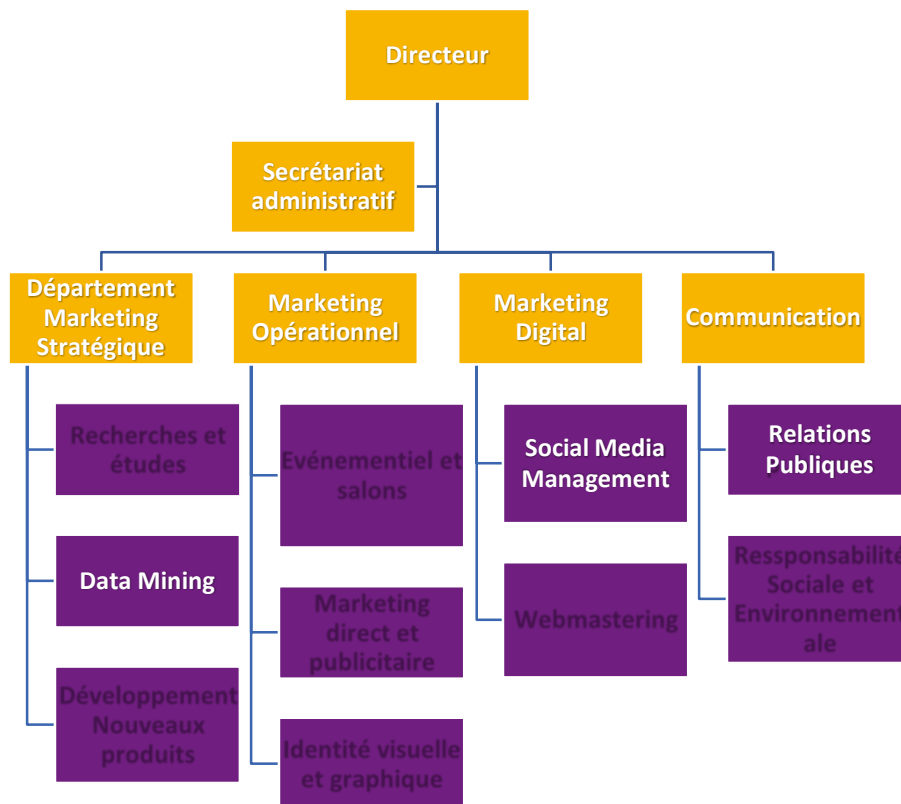 Directeur
Secrétariat
administratif
Département
Marketing
Stratégique
Marketing
Opérationnel
Marketing
Digital
Communication
Recherches et
études
Data Mining
Développement
Nouveaux
produits
Evénementiel et
salons
Marketing
direct et
publicitaire
Identité visuelle
et graphique
Social Media
Management
Webmastering
Relations
Publiques
Ressponsabilité
Sociale et
Environnement
ale